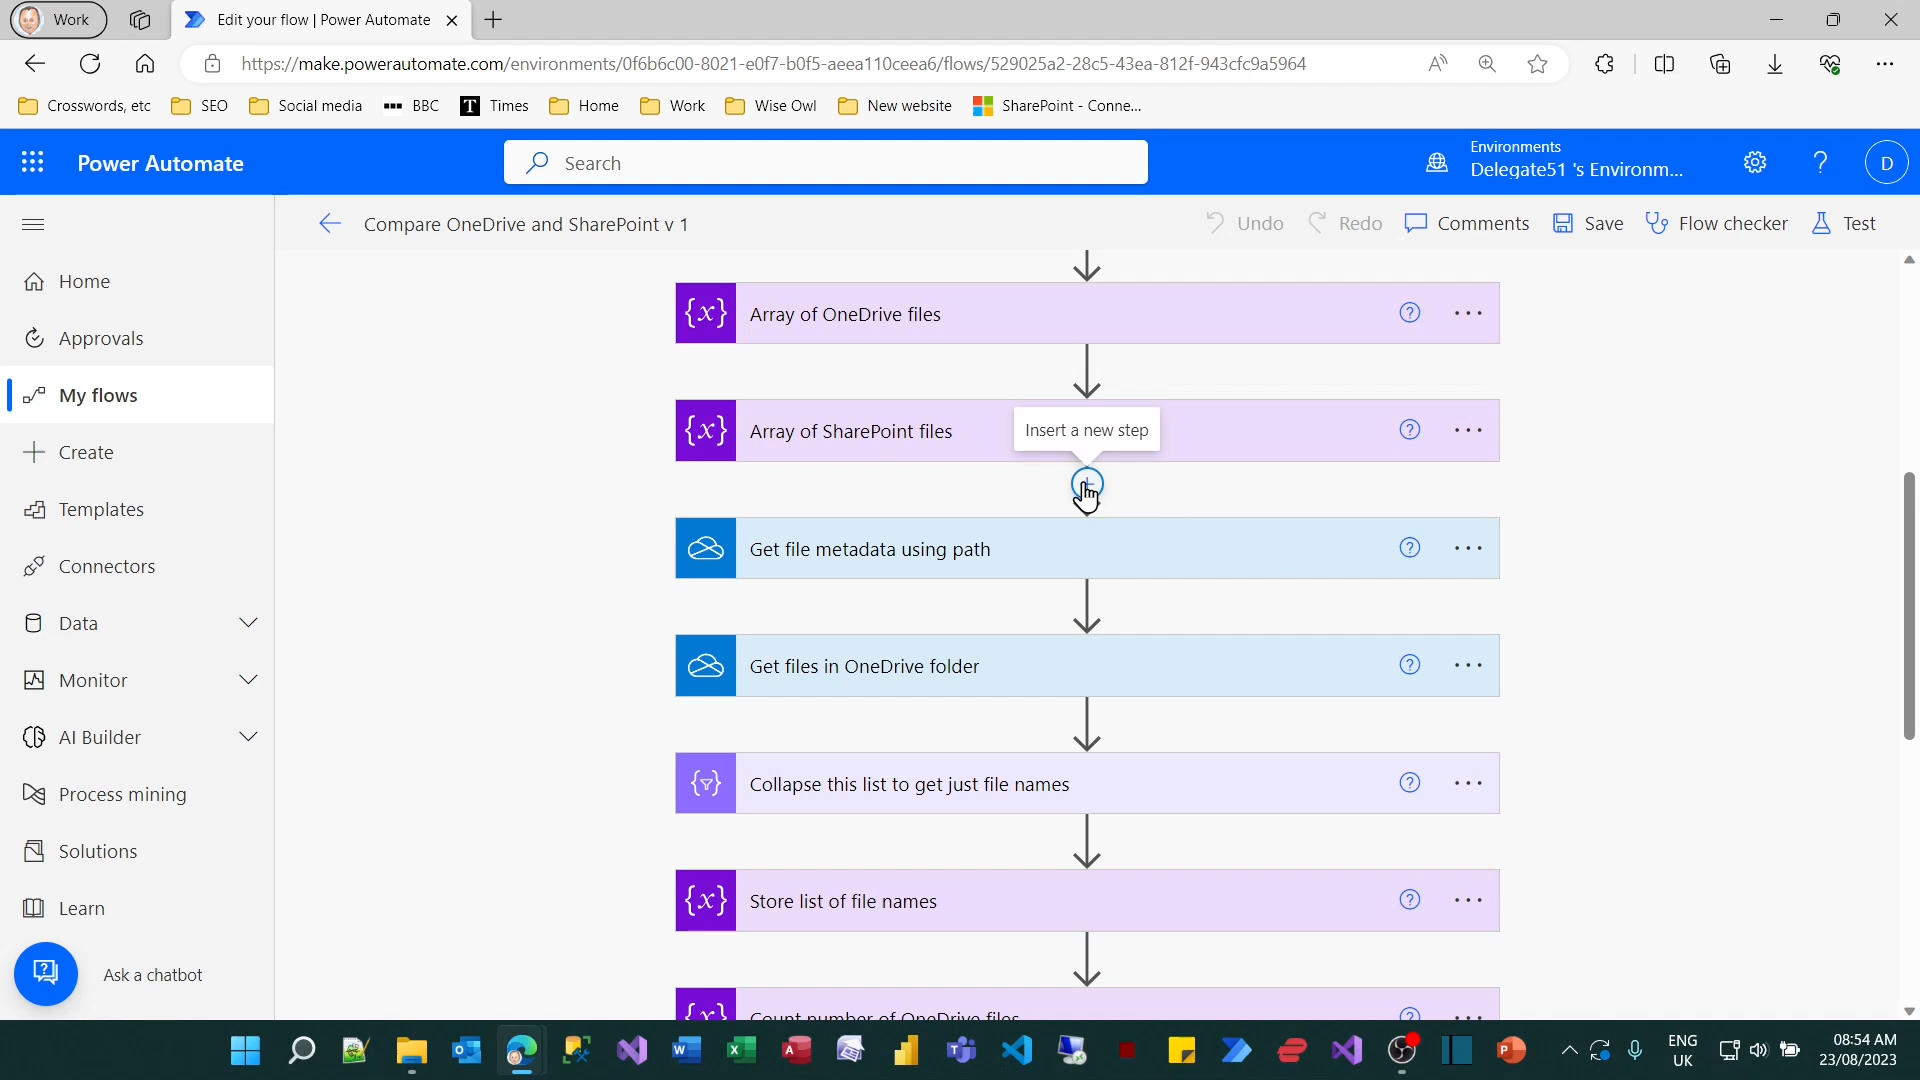 Work
Edit your flow | Power Automate
https://make.powerautomate.com/environments/0f6b6c00-8021-e0f7-b0f5-aeea110ceea6/flows/529025a2-28c5-43ea-812f-943cfc9a5964
Crosswords, etc
SEO
Social media
BBC
T Times
Home
Work
Wise Owl
New website
SharePoint - Conne...
Power Automate
Search
Environments
Delegate51 's Environm...
D
Compare OneDrive and SharePoint v 1
Undo
Redo
Comments
Save
Flow checker
Test
Home
Approvals
My flows
Create
Templates
Connectors
Data
Monitor
AI Builder
Process mining
Solutions
Learn
Ask a chatbot
{x} Array of OneDrive files
{x} Array of SharePoint files
Insert a new step
Get file metadata using path
Get files in OneDrive folder
Collapse this list to get just file names
{x} Store list of file names
{x} Count number of OneDrive files
ENG
UK
08:54 AM
23/08/2023